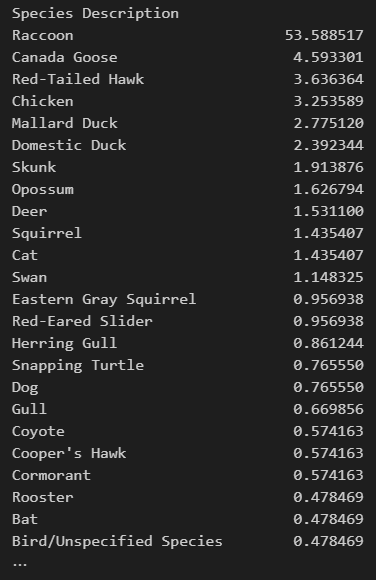 Species Description
Raccoon 53.588517
Canada Goose 4.593301
Red-Tailed Hawk 3.636364
Chicken 3.253589
Mallard Duck 2.775120
Domestic Duck 2.392344
Skunk 1.913876
Opossum 1.626794
Deer 1.531100
Squirrel 1.435407
Cat 1.435407
Swan 1.148325
Eastern Gray Squirrel 0.956938
Red-Eared Slider 0.956938
Herring Gull 0.861244
Snapping Turtle 0.765550
Dog 0.765550
Gull 0.669856
Coyote 0.574163
Cooper's Hawk 0.574163
Cormorant 0.574163
Rooster 0.478469
Bat 0.478469
Bird/Unspecified Species 0.478469
...